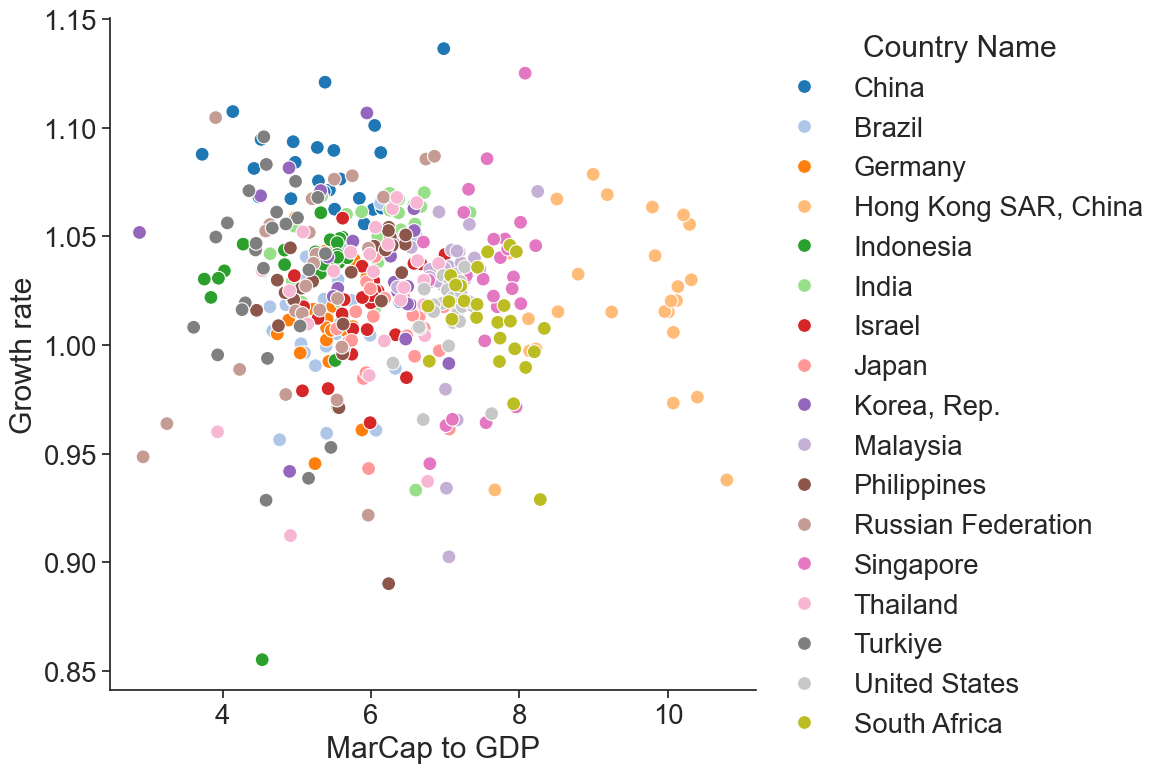 1.15
1.10
1.05
1.00
0.95
0.90
0.85
Growth rate
4 6 8 10
MarCap to GDP
Country Name
China
Brazil
Germany
Hong Kong SAR, China
Indonesia
India
Israel
Japan
Korea, Rep.
Malaysia
Philippines
Russian Federation
Singapore
Thailand
Turkiye
United States
South Africa